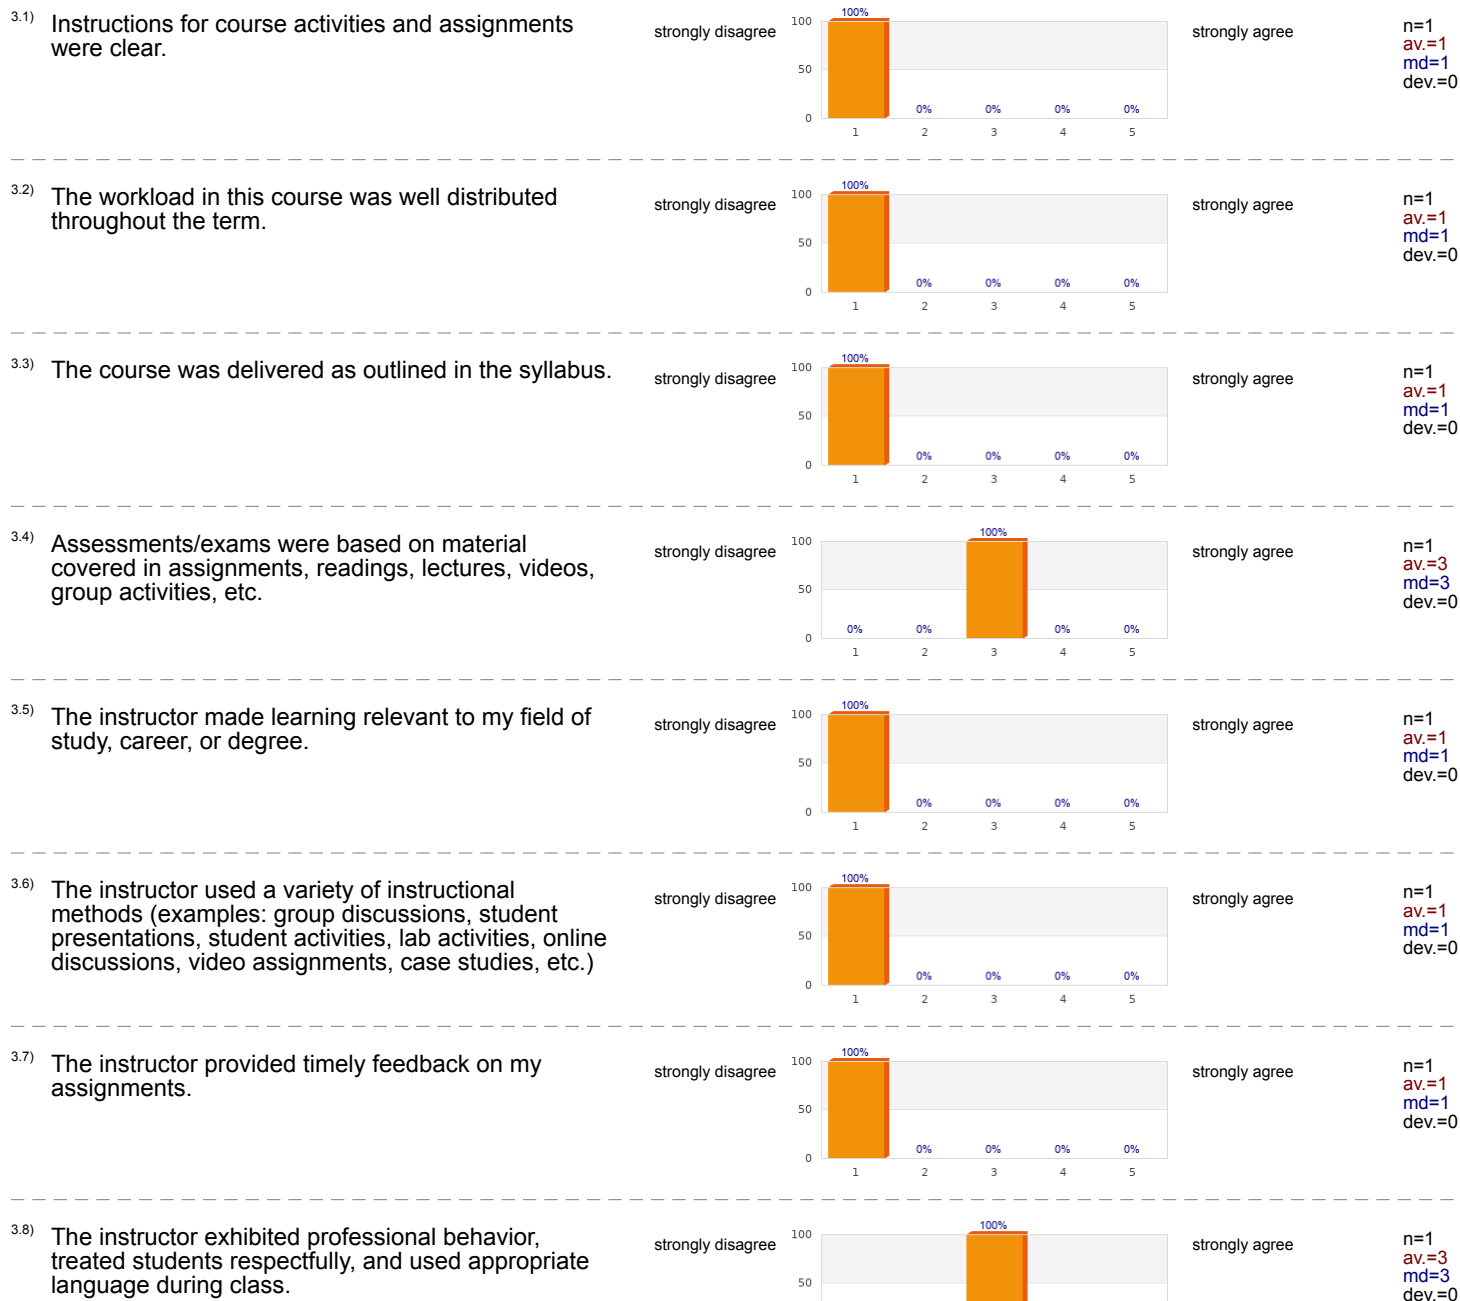 3.1) Instructions for course activities and assignments
were clear.
strongly disagree
100
50
0
100%
0%
0%
0%
0%
1
2
3
4
5
strongly agree
n=1
av.=1
md=1
dev.=0
3.2) The workload in this course was well distributed
throughout the term.
strongly disagree
100
50
0
100%
0%
0%
0%
0%
1
2
3
4
5
strongly agree
n=1
av.=1
md=1
dev.=0
3.3) The course was delivered as outlined in the syllabus.
strongly disagree
100
50
0
100%
0%
0%
0%
0%
1
2
3
4
5
strongly agree
n=1
av.=1
md=1
dev.=0
3.4) Assessments/exams were based on material
covered in assignments, readings, lectures, videos,
group activities, etc.
strongly disagree
100
50
0
0%
0%
100%
0%
0%
1
2
3
4
5
strongly agree
n=1
av.=3
md=3
dev.=0
3.5) The instructor made learning relevant to my field of
study, career, or degree.
strongly disagree
100
50
0
100%
0%
0%
0%
0%
1
2
3
4
5
strongly agree
n=1
av.=1
md=1
dev.=0
3.6) The instructor used a variety of instructional
methods (examples: group discussions, student
presentations, student activities, lab activities, online
discussions, video assignments, case studies, etc.)
strongly disagree
100
50
0
100%
0%
0%
0%
0%
1
2
3
4
5
strongly agree
n=1
av.=1
md=1
dev.=0
3.7) The instructor provided timely feedback on my
assignments.
strongly disagree
100
50
0
100%
0%
0%
0%
0%
1
2
3
4
5
strongly agree
n=1
av.=1
md=1
dev.=0
3.8) The instructor exhibited professional behavior,
treated students respectfully, and used appropriate
language during class.
strongly disagree
100
50
100%
strongly agree
n=1
av.=3
md=3
dev.=0